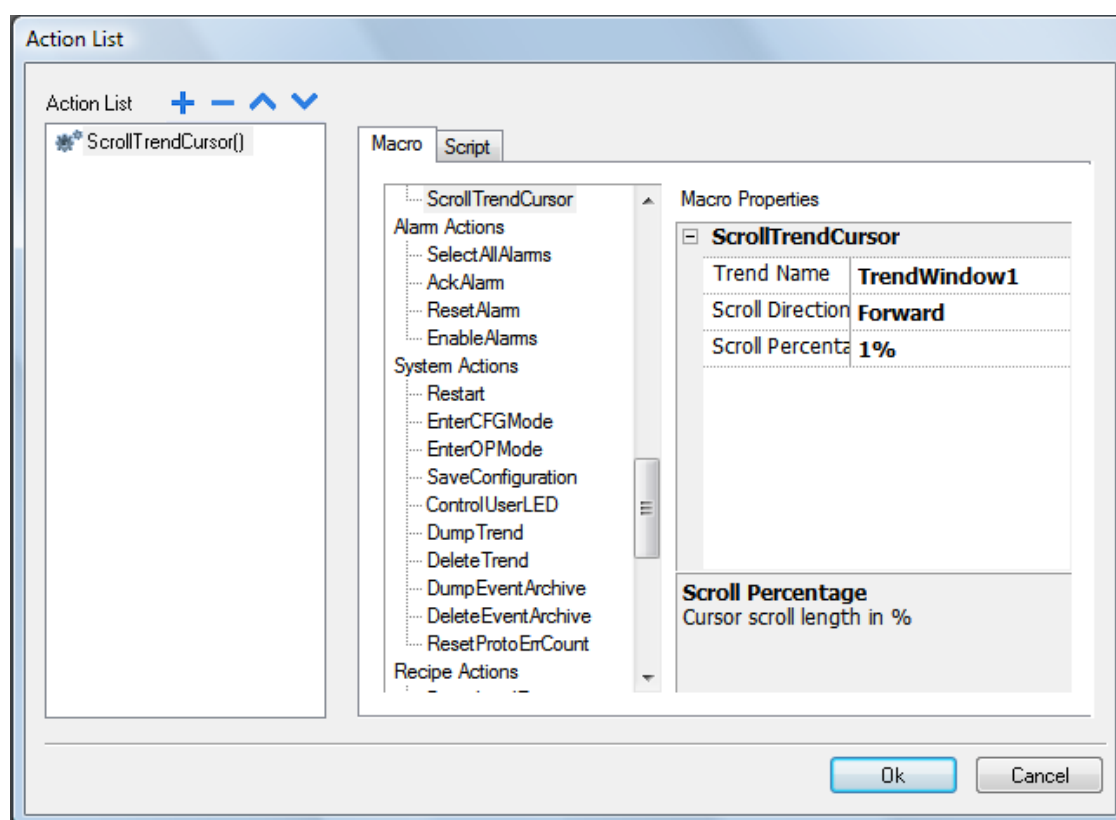 Action List
Action List
ScrollTrendCursor()
Macro
Script
ScrollTrendCursor
Alarm Actions
SelectAllAlarms
AckAlarm
ResetAlarm
EnableAlarms
System Actions
Restart
EnterCFGMode
EnterOPMode
SaveConfiguration
ControlUserLED
DumpTrend
DeleteTrend
DumpEventArchive
DeleteEventArchive
ResetProtoErrCount
Recipe Actions
Macro Properties
ScrollTrendCursor
Trend Name TrendWindow1
Scroll Direction Forward
Scroll Percenta 1%
Scroll Percentage
Cursor scroll length in %
Ok
Cancel